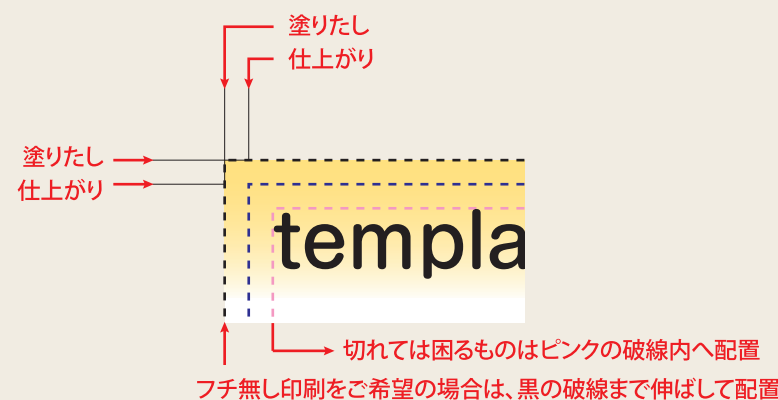 塗りたし
仕上がり
塗りたし
仕上がり
templa
切れては困るものはピンクの破線内へ配置
フチ無し印刷をご希望の場合は、黒の破線まで伸ばして配置